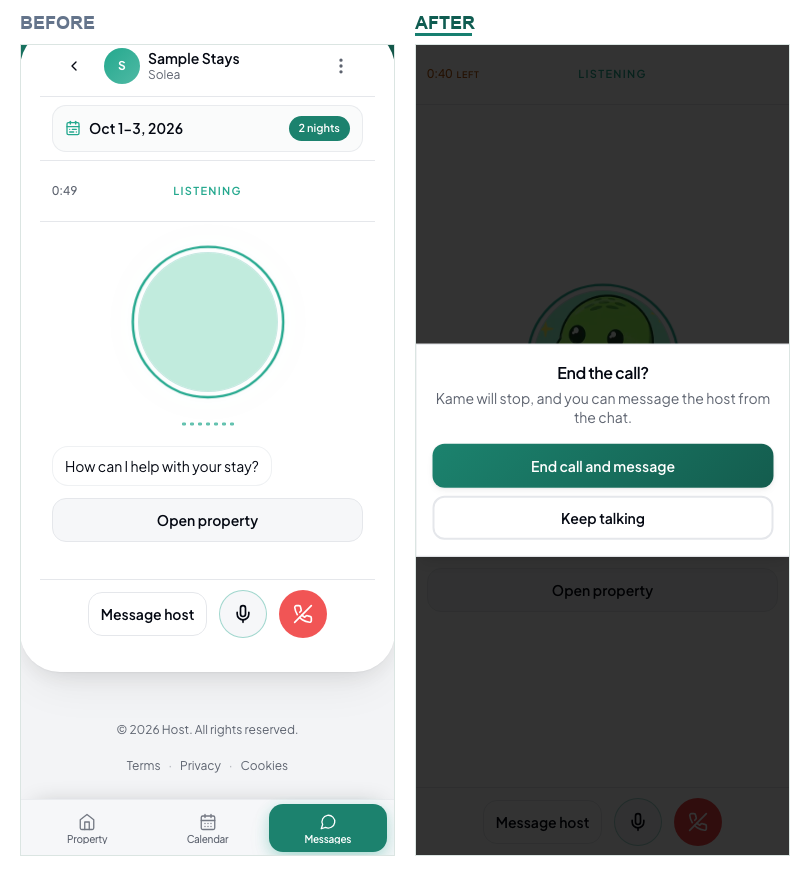 BEFORE
S
Sample Stays
Solea
Oct 1–3, 2026
2 nights
0:49
LISTENING
How can I help with your stay?
Open property
Message host
© 2026 Host. All rights reserved.
Terms · Privacy · Cookies
Property
Calendar
Messages
AFTER
0:40 LEFT
LISTENING
End the call?
Kame will stop, and you can message the host from
the chat.
End call and message
Keep talking
Open property
Message host